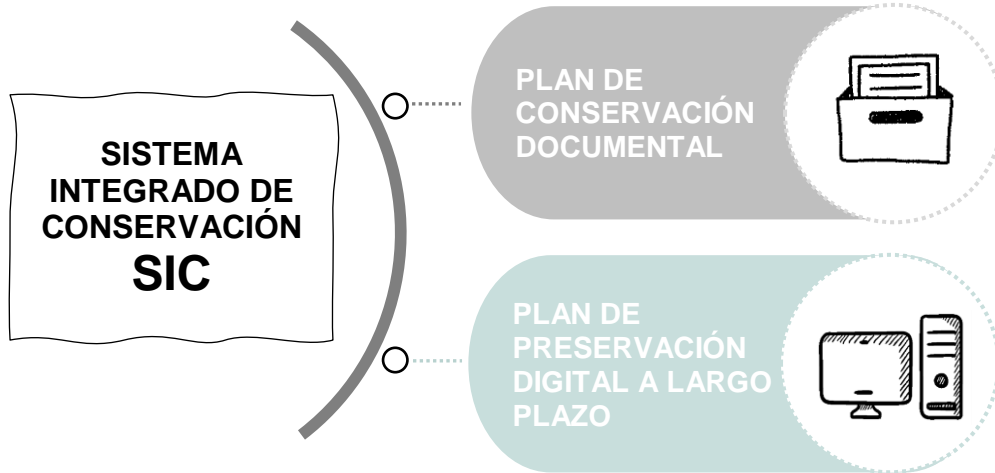 SISTEMA
INTEGRADO DE
CONSERVACIÓN
SIC
PLAN DE
CONSERVACIÓN
DOCUMENTAL
PLAN DE
PRESERVACIÓN
DIGITAL A LARGO
PLAZO